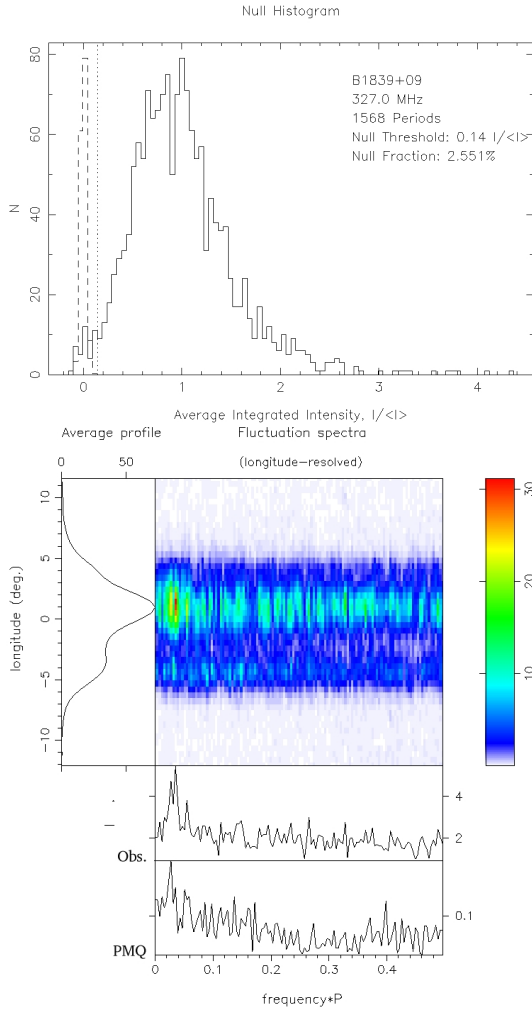 Null Histogram
B1839+09
327.0 MHz
1568 Periods
Null Threshold: 0.14 I/<I>
Null Fraction: 2.551%
80
60
40
20
0
N
0 1 2 3 4
Average Integrated Intensity, I/<I>
Average profile Fluctuation spectra
0 50 (longitude-resolved)
10
5
0
-5
-10
longitude (deg.)
30
20
10
4
2
Obs.
0.1
PMQ
0 0.1 0.2 0.3 0.4
frequency*P